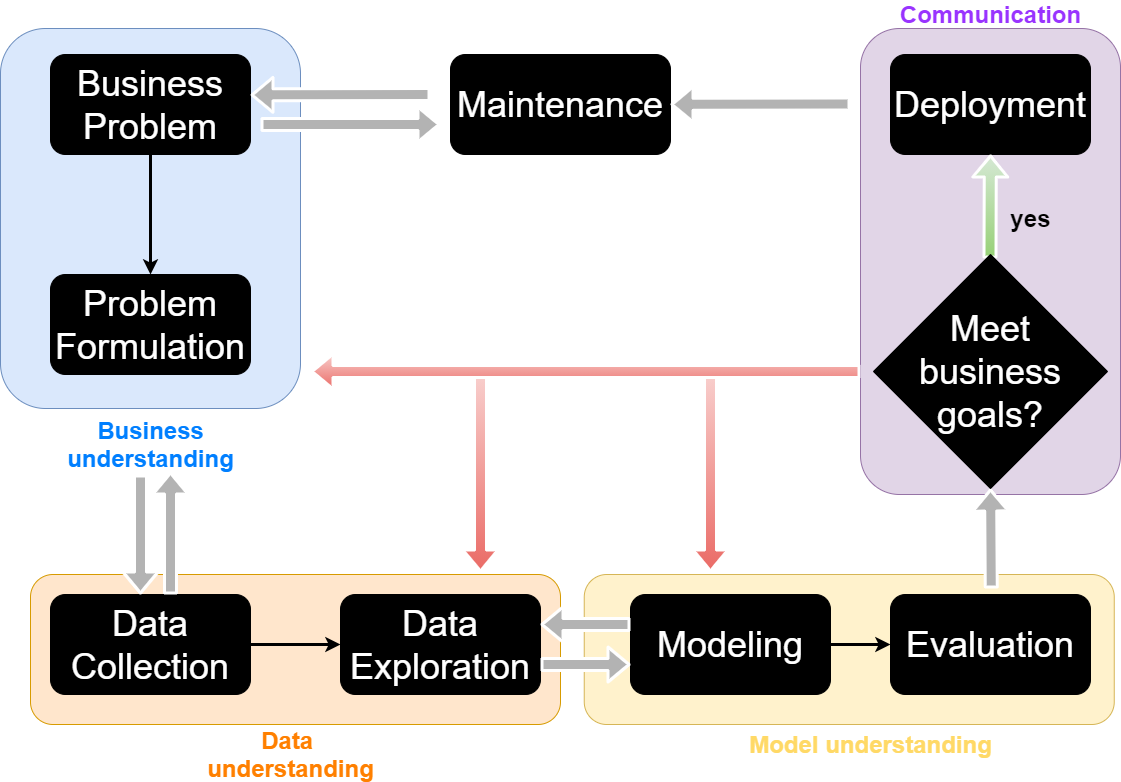 Communication
Business
Problem
Maintenance
Deployment
yes
Problem
Formulation
Meet
business
goals?
Business
understanding
Data
Collection
Data
Exploration
Modeling
Evaluation
Data
understanding
Model understanding